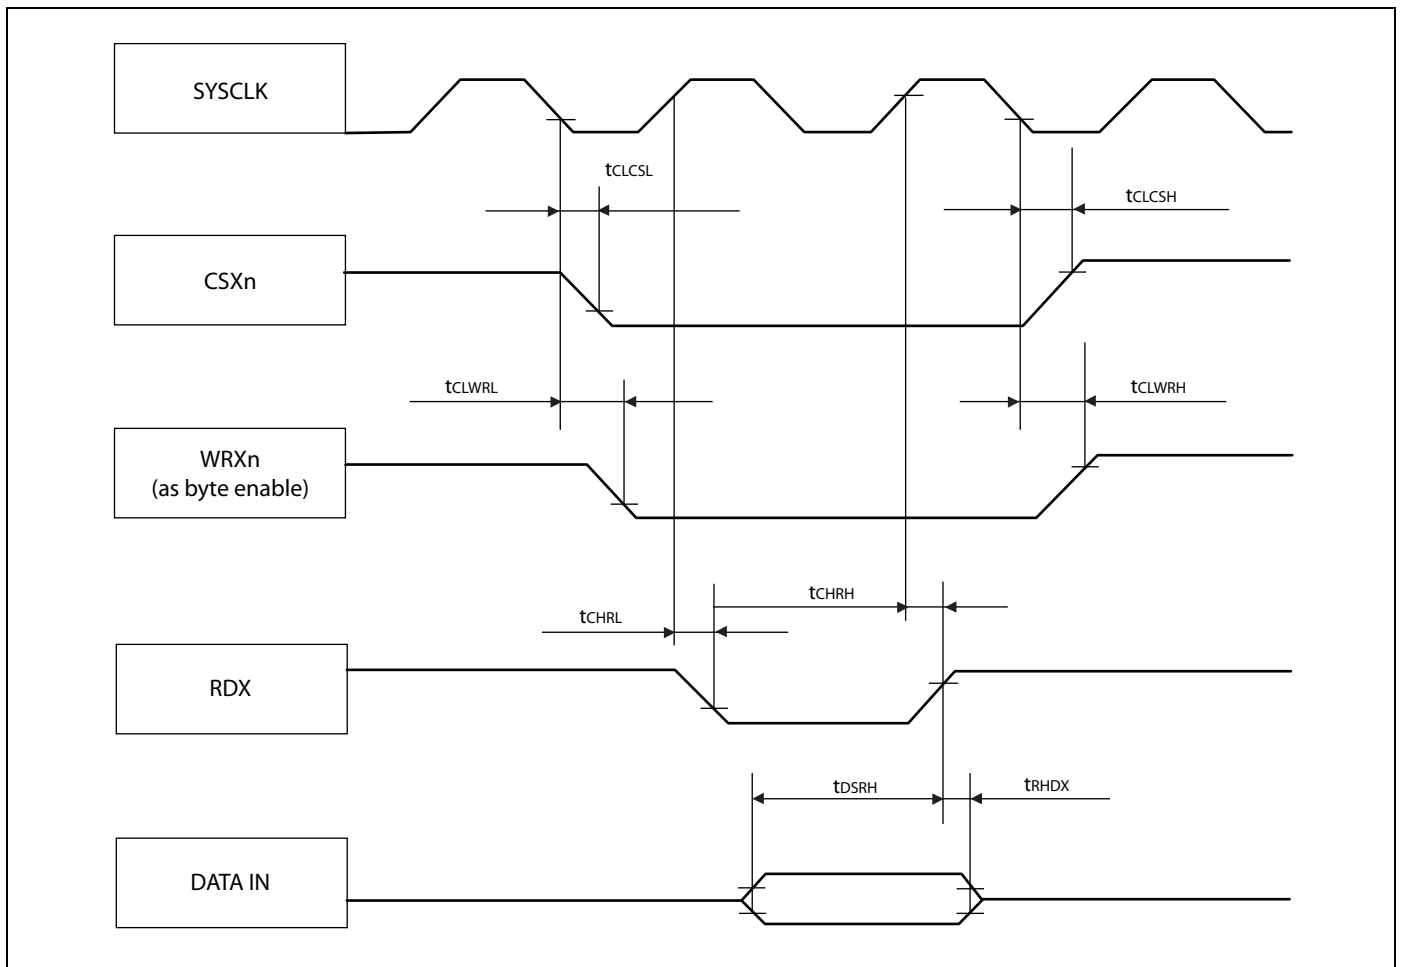 SYSCLK
tCLCSL
tCLCSH
CSXn
tCLWRL
tCLWRH
WRXn
(as byte enable)
tCHRH
tCHRL
RDX
tDSRH
tRHDX
DATA IN